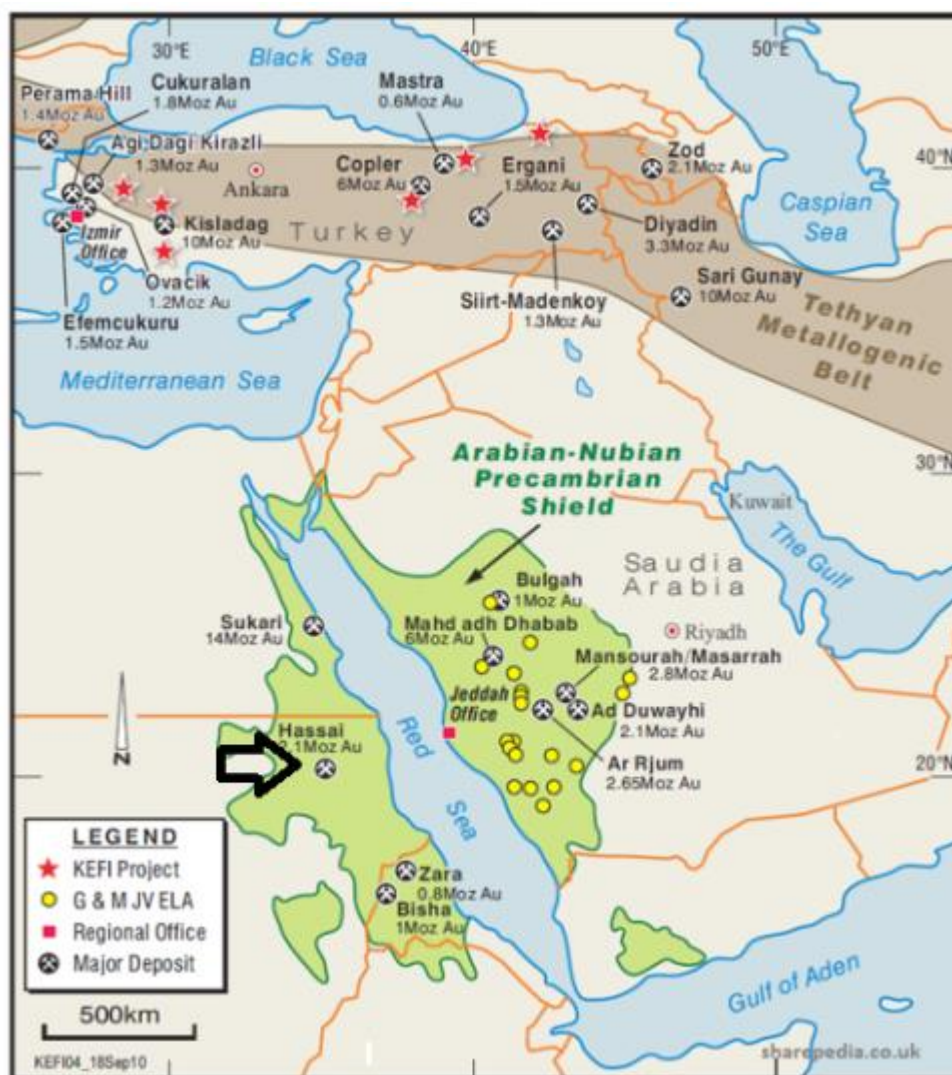 30°E
40°E
50°E
Black Sea
Cukuralan
1.8Moz Au
Mastra
0.6Moz Au
Perama Hill
1.4Moz Au
Agi Dagi Kirazli
1.3Moz Au
Ankara
Copler
6Moz Au
Ergani
1.5Moz Au
Zod
2.1Moz Au
40°N
Caspian
Sea
Izmir
Office
Kisladag
10Moz Au
Turkey
Diyadin
3.3Moz Au
Ovacik
1.2Moz Au
Efemcukuru
1.5Moz Au
Siirt-Madenkoy
1.3Moz Au
Sari Gunay
10Moz Au
Tethyan
Metallogenic
Belt
Mediterranean Sea
Arabian-Nubian
Precambrian
Shield
30°N
Kuwait
The Gulf
Saudia
Arabia
Bulgah
1Moz Au
Sukari
14Moz Au
Mahd adh Dhabab
6Moz Au
Riyadh
Mansourah/Masarrah
2.8Moz Au
Jeddah
Office
Ad Duwayhi
2.1Moz Au
Red
Sea
Hassai
2.1Moz Au
Ar Rjum
2.65Moz Au
20°N
N
Zara
0.8Moz Au
Bisha
1Moz Au
LEGEND
KEFI Project
G & M JV ELA
Regional Office
Major Deposit
500km
Gulf of Aden
KEFI04_18Sep10
sharepedia.co.uk